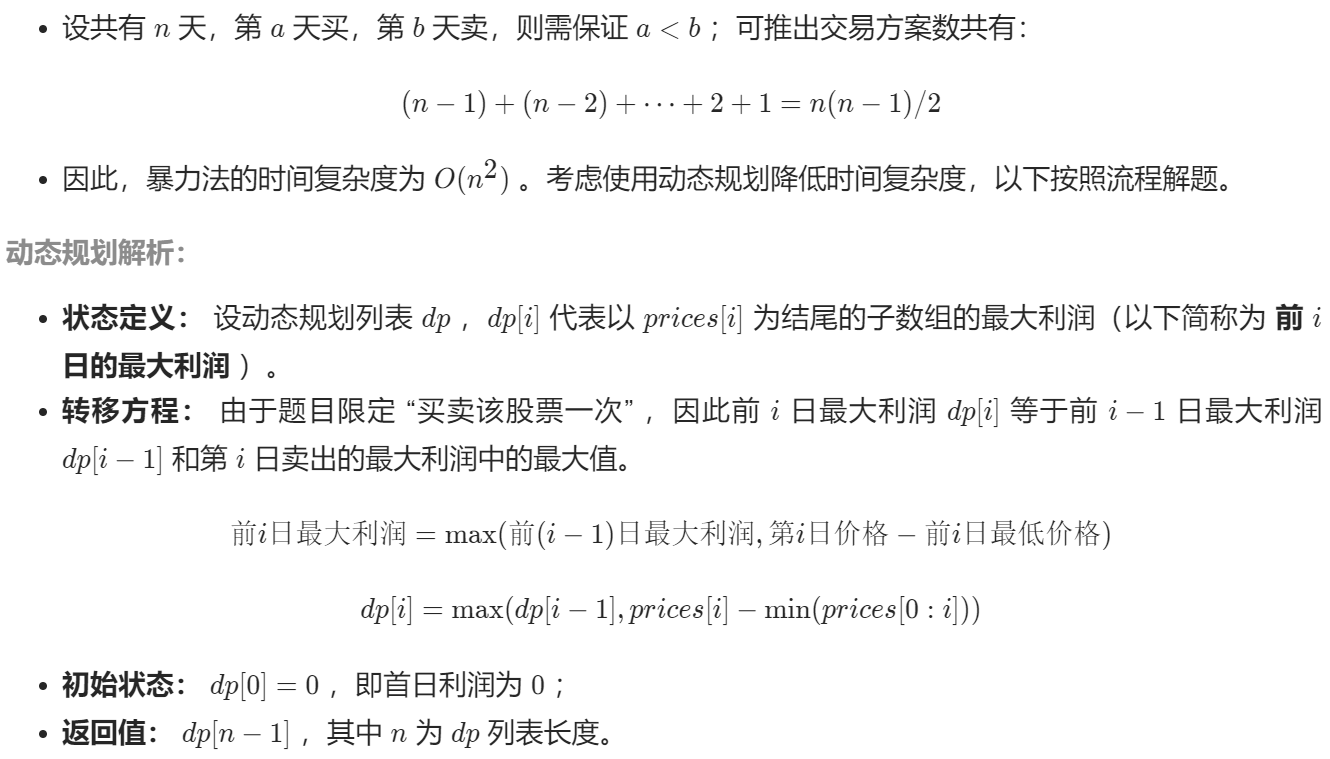 • 设共有 n 天，第 a 天买，第 b 天卖，则需保证 a < b ；可推出交易方案数共有：
(n − 1) + (n − 2) + ⋯ + 2 + 1 = n(n − 1)/2
• 因此，暴力法的时间复杂度为 O(n²) 。考虑使用动态规划降低时间复杂度，以下按照流程解题。
动态规划解析：
• 状态定义： 设动态规划列表 dp ，dp[i] 代表以 prices[i] 为结尾的子数组的最大利润（以下简称为 前 i
日的最大利润 ）。
• 转移方程： 由于题目限定 “买卖该股票一次” ，因此前 i 日最大利润 dp[i] 等于前 i − 1 日最大利润
dp[i − 1] 和第 i 日卖出的最大利润中的最大值。
前i日最大利润 = max(前(i − 1)日最大利润, 第i日价格 − 前i日最低价格)
dp[i] = max(dp[i − 1], prices[i] − min(prices[0 : i]))
• 初始状态： dp[0] = 0 ，即首日利润为 0 ；
• 返回值： dp[n − 1] ，其中 n 为 dp 列表长度。